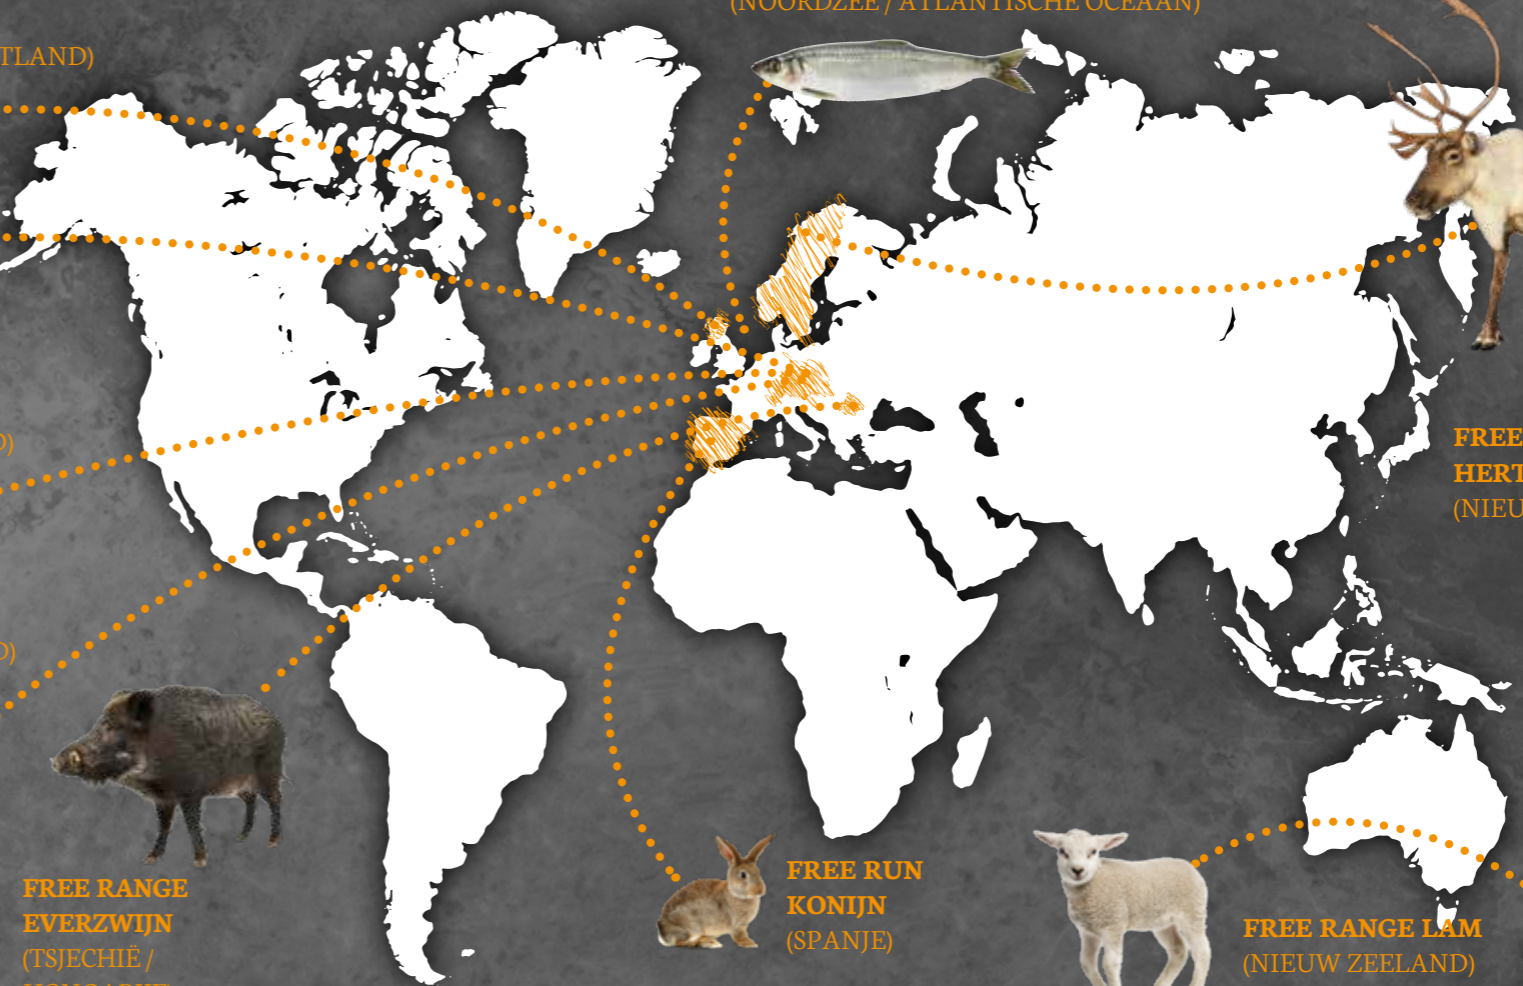 (NOORDZEE / ATLANTISCHE OCEAAN)
TLAND)
D)
FREE
HERT
(NIEU
D)
FREE RANGE
EVERZWIJN
(TSJECHIË /
FREE RUN
KONIJN
(SPANJE)
FREE RANGE LAM
(NIEUW ZEELAND)